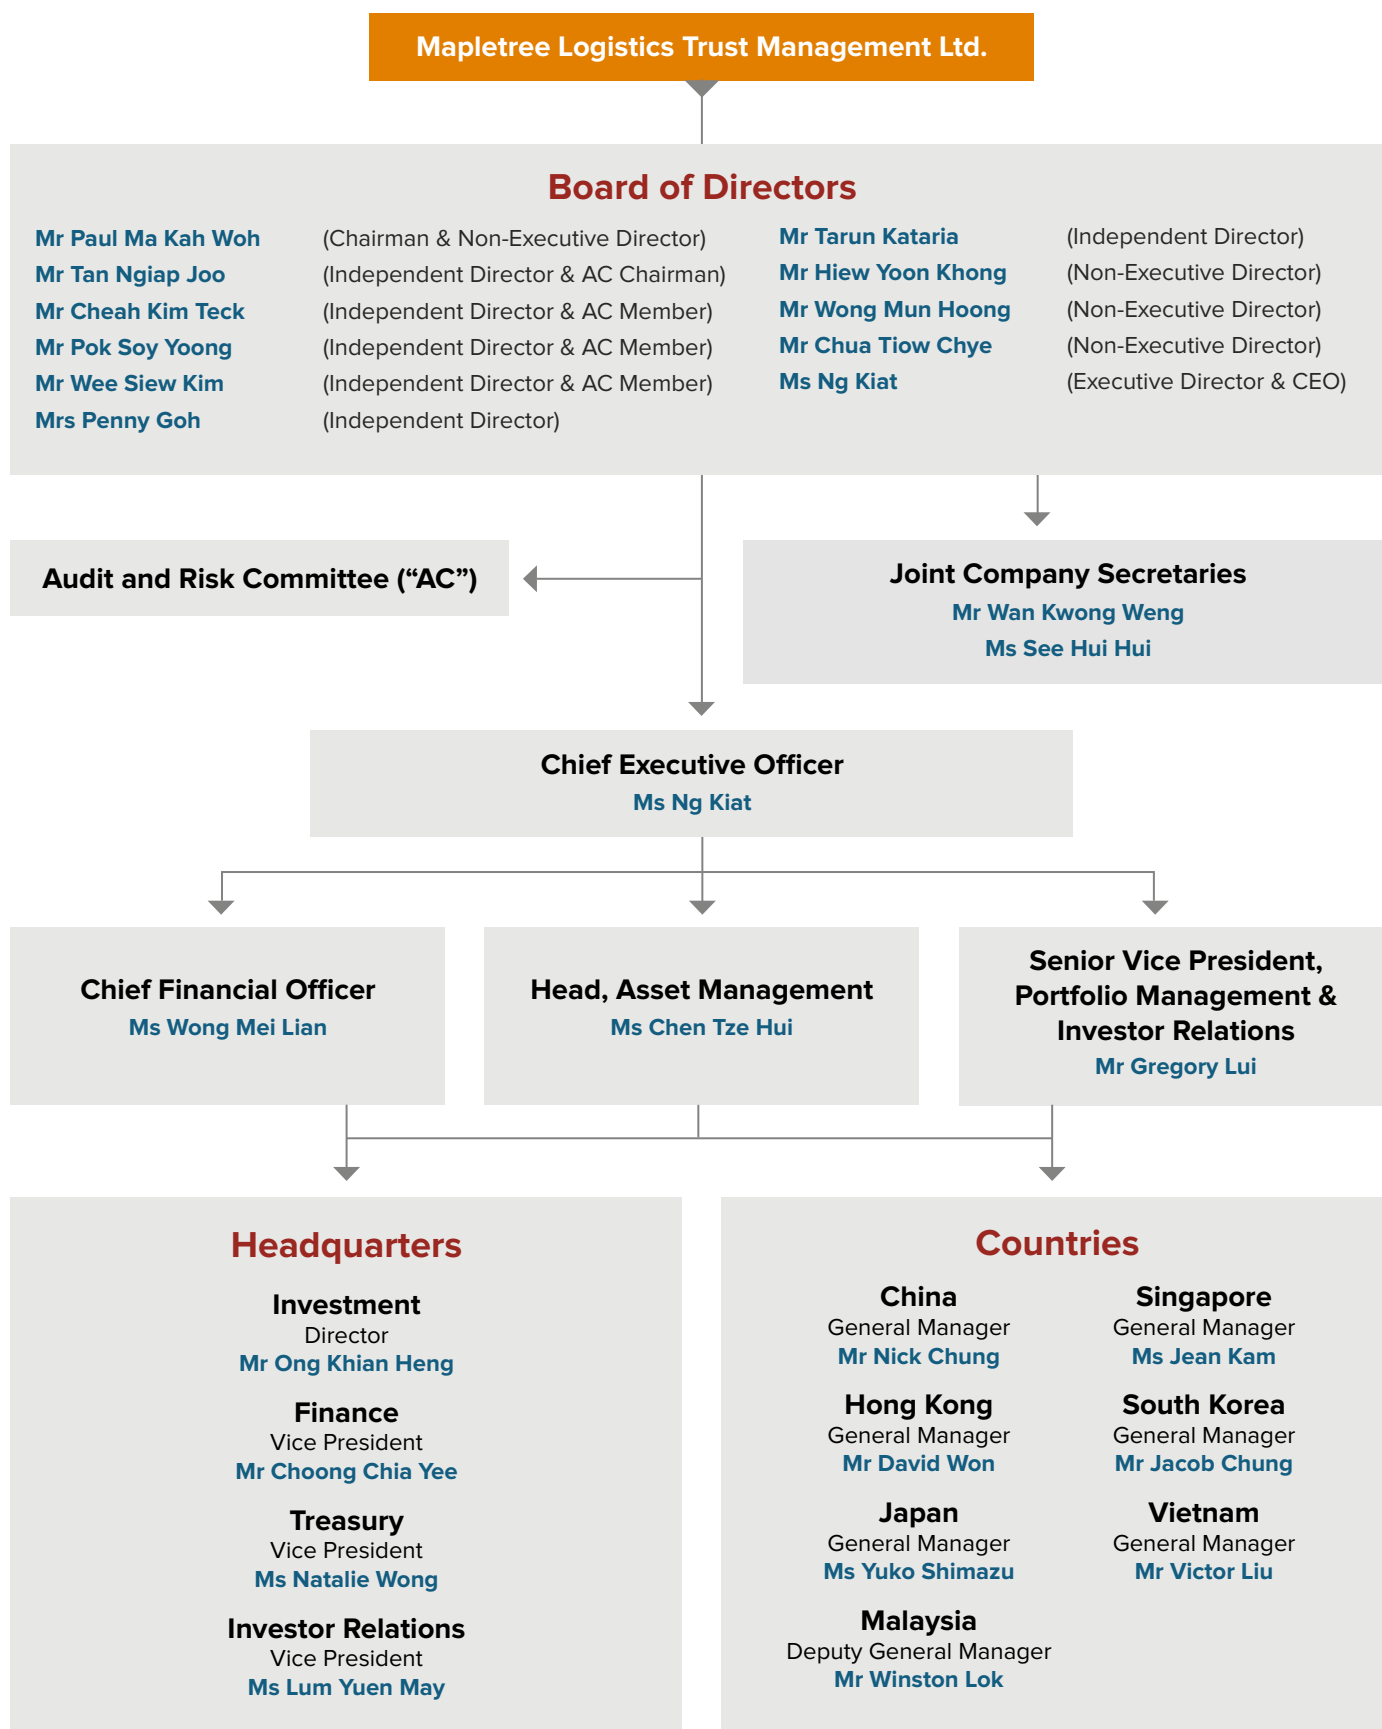 Mapletree Logistics Trust Management Ltd.
Board of Directors
Mr Paul Ma Kah Woh (Chairman & Non-Executive Director)
Mr Tan Ngiap Joo (Independent Director & AC Chairman)
Mr Cheah Kim Teck (Independent Director & AC Member)
Mr Pok Soy Yoong (Independent Director & AC Member)
Mr Wee Siew Kim (Independent Director & AC Member)
Mrs Penny Goh (Independent Director)
Mr Tarun Kataria (Independent Director)
Mr Hiew Yoon Khong (Non-Executive Director)
Mr Wong Mun Hoong (Non-Executive Director)
Mr Chua Tiow Chye (Non-Executive Director)
Ms Ng Kiat (Executive Director & CEO)
Audit and Risk Committee (“AC”)
Joint Company Secretaries
Mr Wan Kwong Weng
Ms See Hui Hui
Chief Executive Officer
Ms Ng Kiat
Chief Financial Officer
Ms Wong Mei Lian
Head, Asset Management
Ms Chen Tze Hui
Senior Vice President,
Portfolio Management &
Investor Relations
Mr Gregory Lui
Headquarters
Investment
Director
Mr Ong Khian Heng
Finance
Vice President
Mr Choong Chia Yee
Treasury
Vice President
Ms Natalie Wong
Investor Relations
Vice President
Ms Lum Yuen May
Countries
China
General Manager
Mr Nick Chung
Hong Kong
General Manager
Mr David Won
Japan
General Manager
Ms Yuko Shimazu
Malaysia
Deputy General Manager
Mr Winston Lok
Singapore
General Manager
Ms Jean Kam
South Korea
General Manager
Mr Jacob Chung
Vietnam
General Manager
Mr Victor Liu